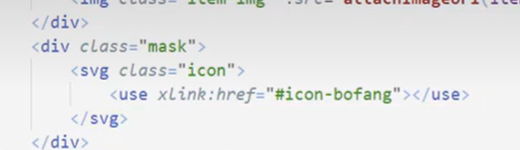 </div>
<div class="mask">
<svg class="icon">
<use xlink:href="#icon-bofang"></use>
</svg>
</div>